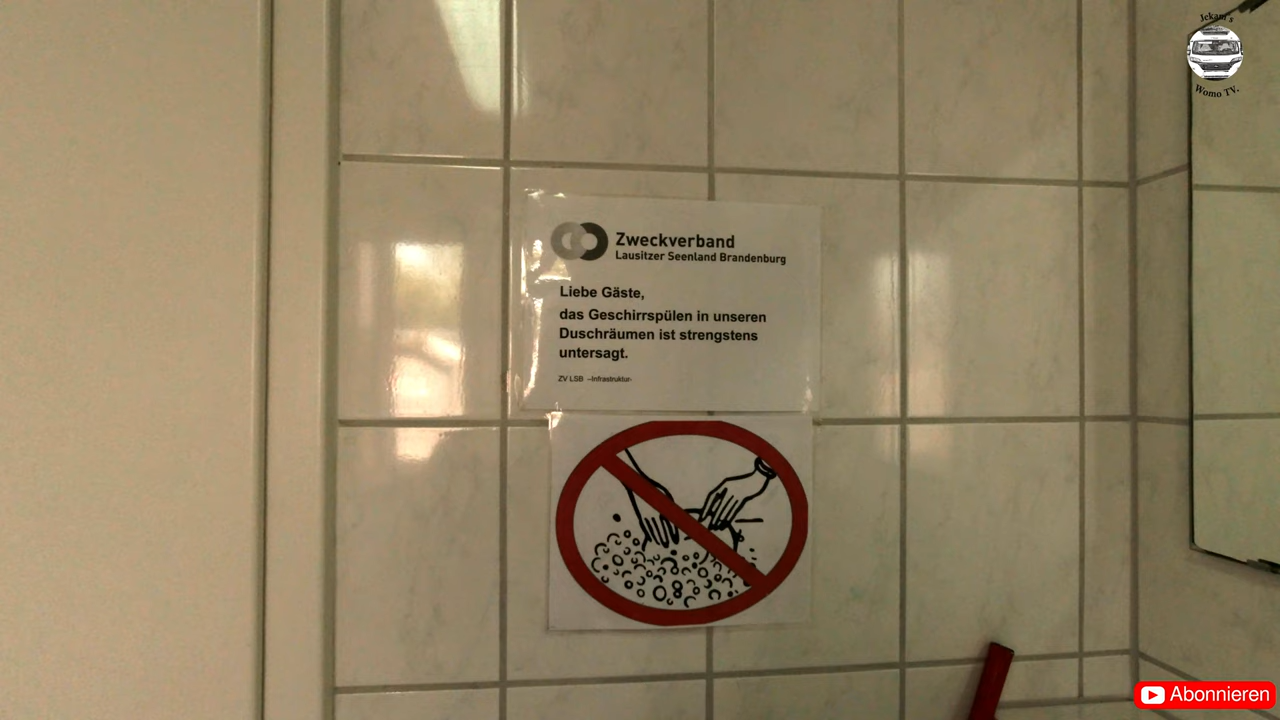 Jekam's
Womo TV.
Zweckverband
Lausitzer Seenland Brandenburg
Liebe Gäste,
das Geschirrspülen in unseren
Duschräumen ist strengstens
untersagt.
ZV LSB -Infrastruktur-
Abonnieren